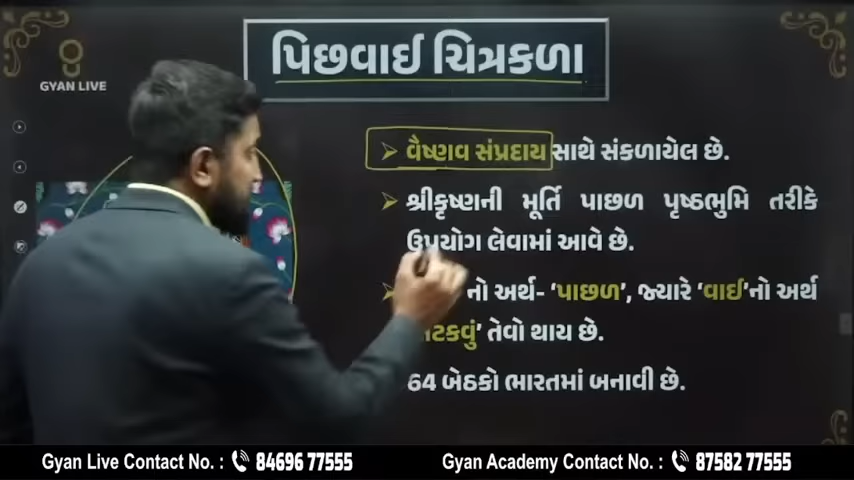 પિછવાઈ ચિત્રકળા
GYAN LIVE
વૈષ્ણવ સંપ્રદાય સાથે સંકળાયેલ છે.
શ્રીકૃષ્ણની મૂર્તિ પાછળ પૃષ્ઠભુમિ તરીકે
ઉપયોગ લેવામાં આવે છે.
નો અર્થ- 'પાછળ', જ્યારે 'વાઈ'નો અર્થ
તેવો થાય છે.
64 બેઠકો ભારતમાં બનાવી છે.
Gyan Live Contact No. : 84696 77555
Gyan Academy Contact No. : 87582 77555